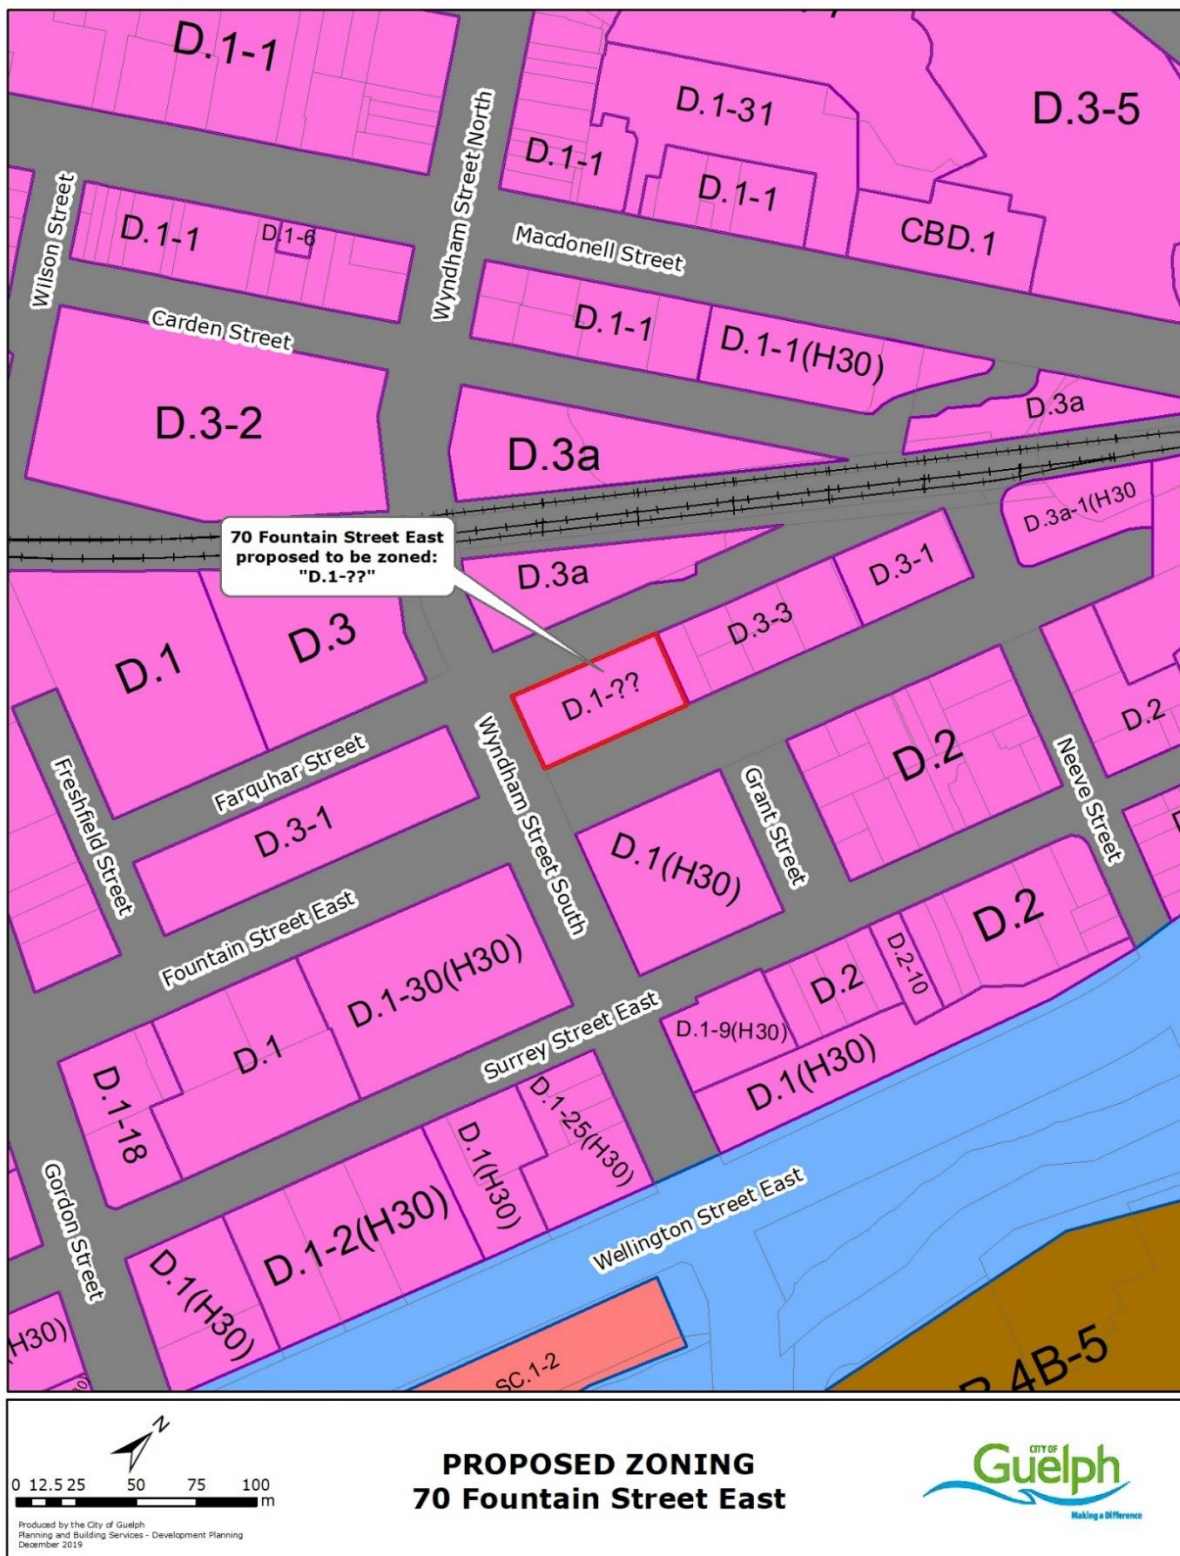 D.1-1
D.1-31
D.3-5
D.1-1
D.1-1
CBD.1
Wyndham Street North
Macdonell Street
Wilson Street
D.1-1
D.1-6
Carden Street
D.1-1
D.1-1(H30)
D.3-2
D.3a
D.3a
D.3a-1(H30
70 Fountain Street East
proposed to be zoned:
"D.1-??"
D.3a
D.3-1
D.3-3
D.1
D.3
D.1-??
D.2
D.2
Freshfield Street
Farquhar Street
Wyndham Street South
Grant Street
Neeve Street
D.3-1
D.1(H30)
D.2
Fountain Street East
D.1-30(H30)
D.2
D.2-10
D.1
D.1-18
Surrey Street East
D.1-9(H30)
D.1(H30)
D.1-25(H30)
D.1(H30)
Gordon Street
D.1-2(H30)
D.1(H30)
Wellington Street East
(H30)
SC.1-2
R.4B-5
N
0 12.5 25 50 75 100
m
Produced by the City of Guelph
Planning and Building Services - Development Planning
December 2019
PROPOSED ZONING
70 Fountain Street East
CITY OF
Guelph
Making a Difference